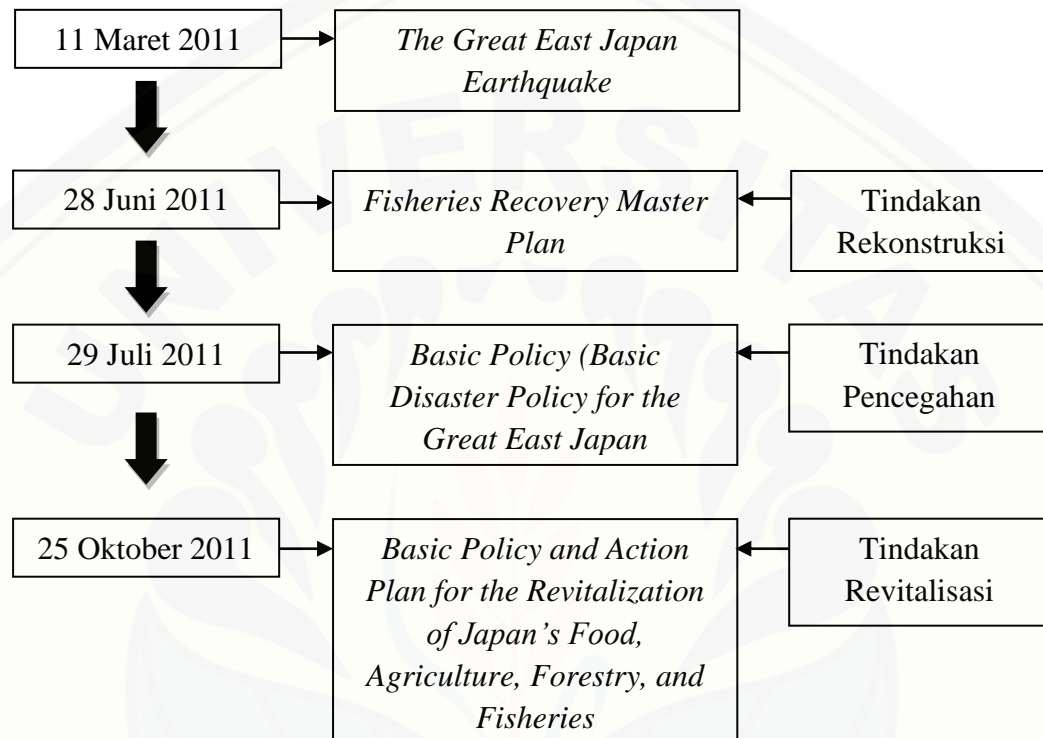 11 Maret 2011
The Great East Japan
Earthquake
28 Juni 2011
Fisheries Recovery Master
Plan
Tindakan
Rekonstruksi
29 Juli 2011
Basic Policy (Basic
Disaster Policy for the
Great East Japan
Tindakan
Pencegahan
25 Oktober 2011
Basic Policy and Action
Plan for the Revitalization
of Japan’s Food,
Agriculture, Forestry, and
Fisheries
Tindakan
Revitalisasi
UNIVERSITAS